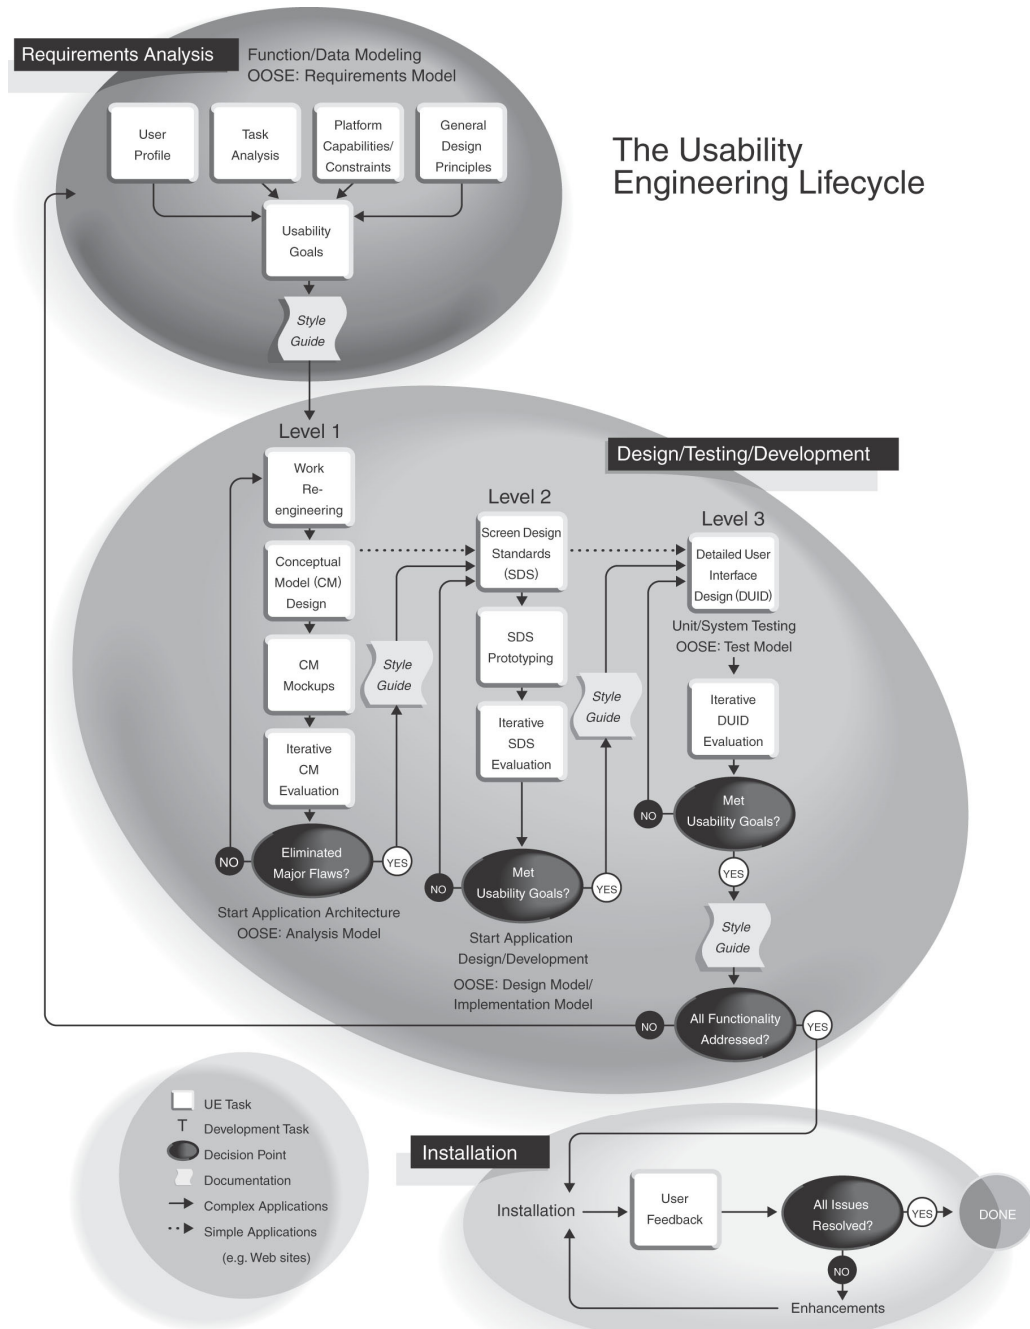 Requirements Analysis
Function/Data Modeling
OOSE: Requirements Model
User
Profile
Task
Analysis
Platform
Capabilities/
Constraints
General
Design
Principles
The Usability
Engineering Lifecycle
Usability
Goals
Style
Guide
Level 1
Design/Testing/Development
Work
Re-
engineering
Conceptual
Model (CM)
Design
CM
Mockups
Iterative
CM
Evaluation
Eliminated
Major Flaws?
NO
YES
Start Application Architecture
OOSE: Analysis Model
Style
Guide
Level 2
Screen Design
Standards
(SDS)
SDS
Prototyping
Iterative
SDS
Evaluation
Met
Usability Goals?
NO
YES
Start Application
Design/Development
OOSE: Design Model/
Implementation Model
Style
Guide
Level 3
Detailed User
Interface
Design (DUID)
Unit/System Testing
OOSE: Test Model
Iterative
DUID
Evaluation
Met
Usability Goals?
NO
YES
Style
Guide
All Functionality
Addressed?
NO
YES
UE Task
T
Development Task
Decision Point
Documentation
Complex Applications
Simple Applications
(e.g. Web sites)
Installation
Installation
User
Feedback
All Issues
Resolved?
YES
DONE
NO
Enhancements